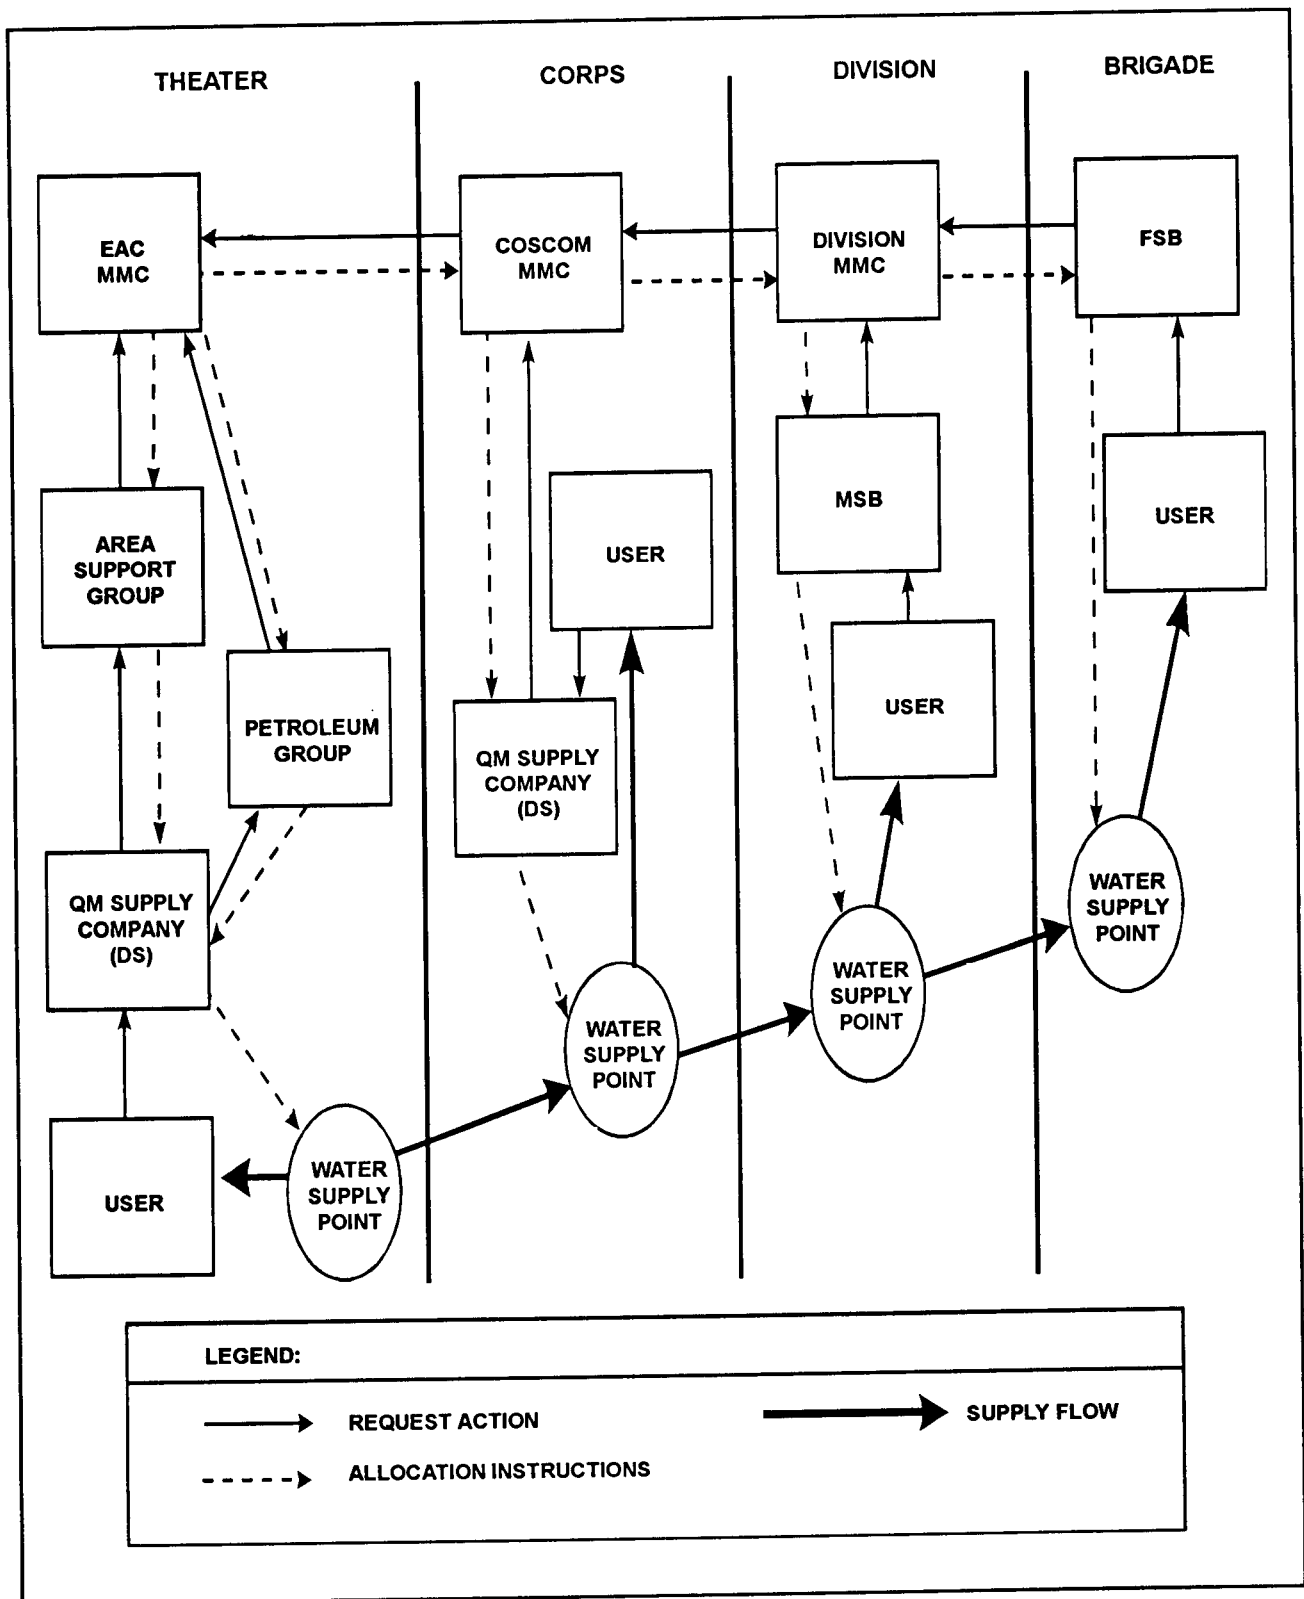 THEATER
CORPS
DIVISION
BRIGADE
EAC
MMC
COSCOM
MMC
DIVISION
MMC
FSB
AREA
SUPPORT
GROUP
PETROLEUM
GROUP
QM SUPPLY
COMPANY
(DS)
USER
WATER
SUPPLY
POINT
USER
QM SUPPLY
COMPANY
(DS)
WATER
SUPPLY
POINT
MSB
USER
WATER
SUPPLY
POINT
USER
WATER
SUPPLY
POINT
LEGEND:
REQUEST ACTION
SUPPLY FLOW
ALLOCATION INSTRUCTIONS